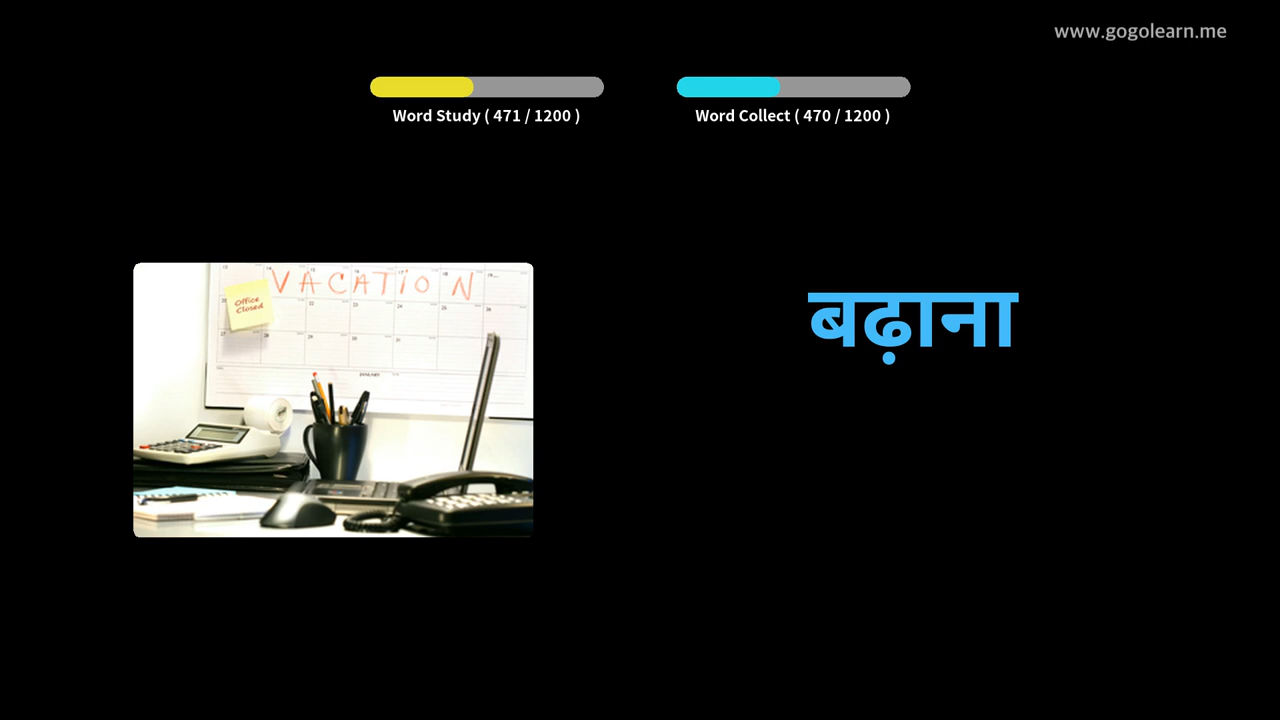 www.gogolearn.me
Word Study ( 471 / 1200 )
Word Collect ( 470 / 1200 )
VACATION
Office
Closed
बढ़ाना